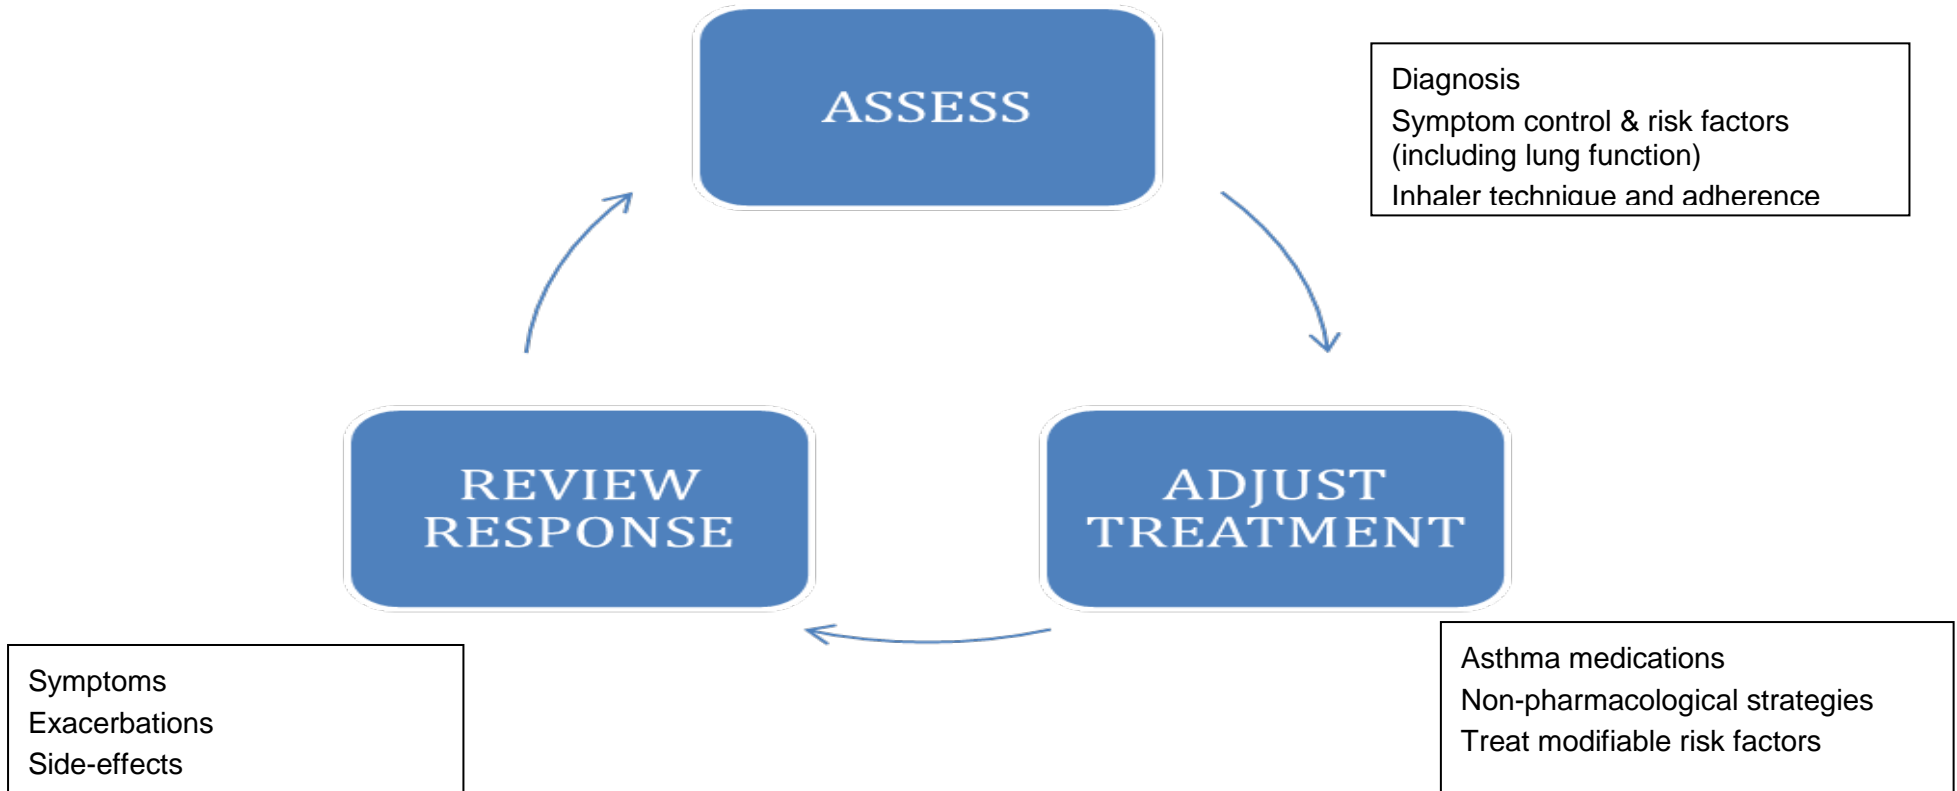 ASSESS
Diagnosis
Symptom control & risk factors
(including lung function)
Inhaler technique and adherence
REVIEW
RESPONSE
ADJUST
TREATMENT
Symptoms
Exacerbations
Side-effects
Asthma medications
Non-pharmacological strategies
Treat modifiable risk factors